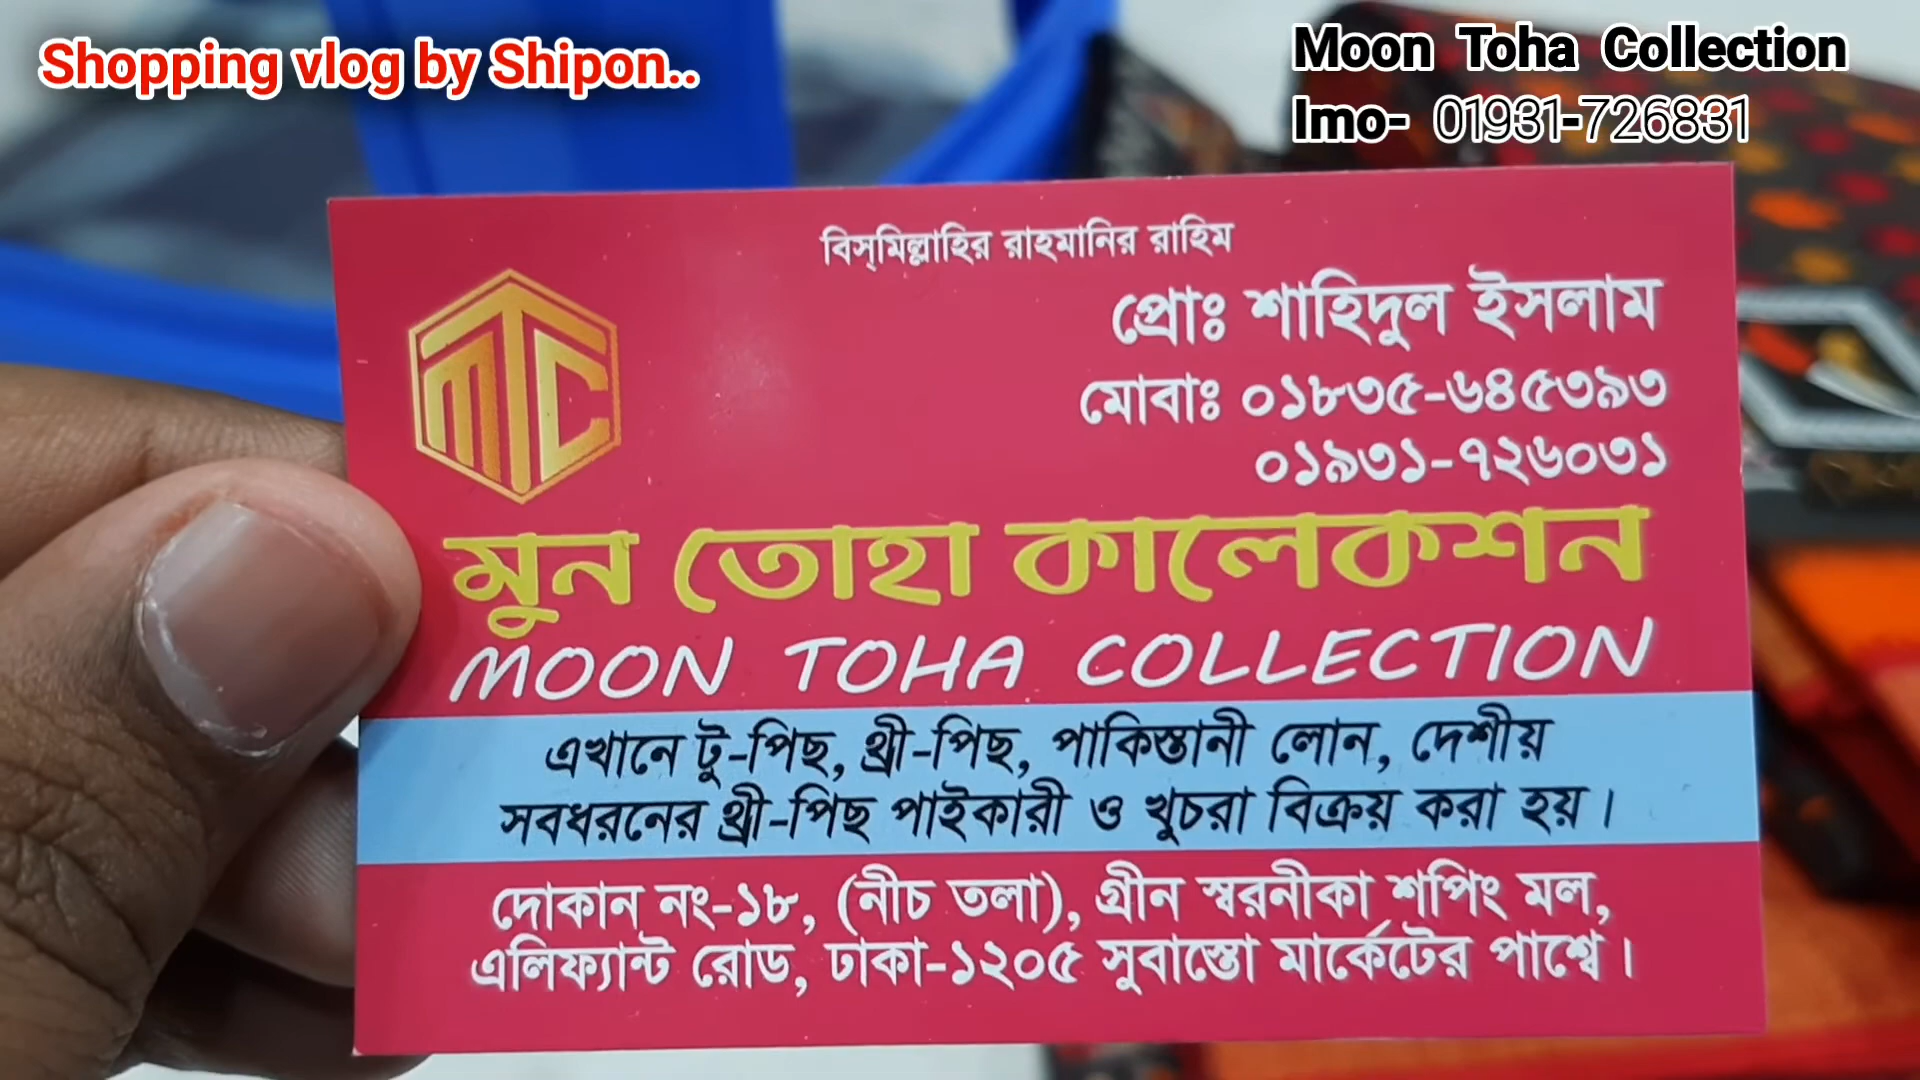 Shopping vlog by Shipon..
Moon Toha Collection
Imo- 01931-726831
বিস্‌মিল্লাহির রাহমানির রাহিম
প্রোঃ শাহিদুল ইসলাম
মোবাঃ ০১৮৩৫-৬৪৫৩৯৩
০১৯৩১-৭২৬০৩১
MTC
মুন তোহা কালেকশন
MOON TOHA COLLECTION
এখানে টু-পিছ, থ্রী-পিছ, পাকিস্তানী লোন, দেশীয়
সবধরনের থ্রী-পিছ পাইকারী ও খুচরা বিক্রয় করা হয়।
দোকান নং-১৮, (নীচ তলা), গ্রীন স্বরনীকা শপিং মল,
এলিফ্যান্ট রোড, ঢাকা-১২০৫ সুবাস্তো মার্কেটের পাশ্বে।